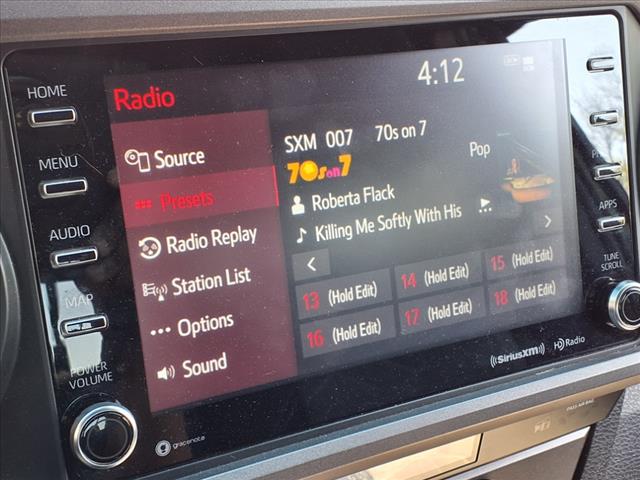 HOME
MENU
AUDIO
MAP
POWER
VOLUME
Radio
4:12
Source
Presets
Radio Replay
Station List
Options
Sound
SXM 007 70s on 7
70s on 7
Pop
Roberta Flack
Killing Me Softly With His
13 (Hold Edit) 14 (Hold Edit) 15 (Hold Edit)
16 (Hold Edit) 17 (Hold Edit) 18 (Hold Edit)
APPS
TUNE
SCROLL
SiriusXM HD Radio
gracenote